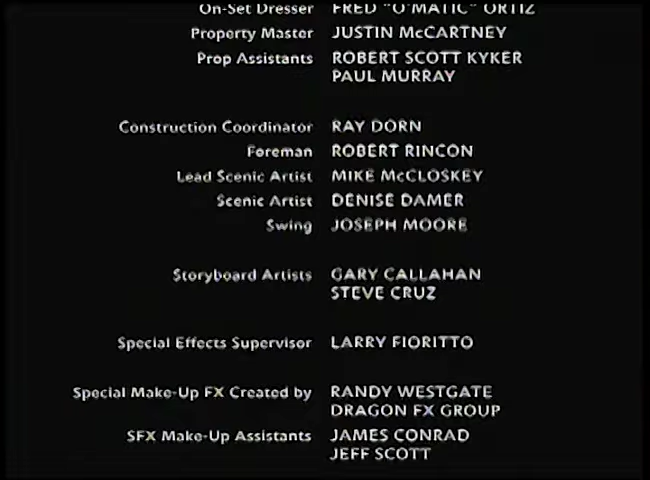 On-Set Dresser FRED "O'MATIC" ORTIZ
Property Master JUSTIN McCARTNEY
Prop Assistants ROBERT SCOTT KYKER
PAUL MURRAY
Construction Coordinator RAY DORN
Foreman ROBERT RINCON
Lead Scenic Artist MIKE McCLOSKEY
Scenic Artist DENISE DAMER
Swing JOSEPH MOORE
Storyboard Artists GARY CALLAHAN
STEVE CRUZ
Special Effects Supervisor LARRY FIORITTO
Special Make-Up FX Created by RANDY WESTGATE
DRAGON FX GROUP
SFX Make-Up Assistants JAMES CONRAD
JEFF SCOTT